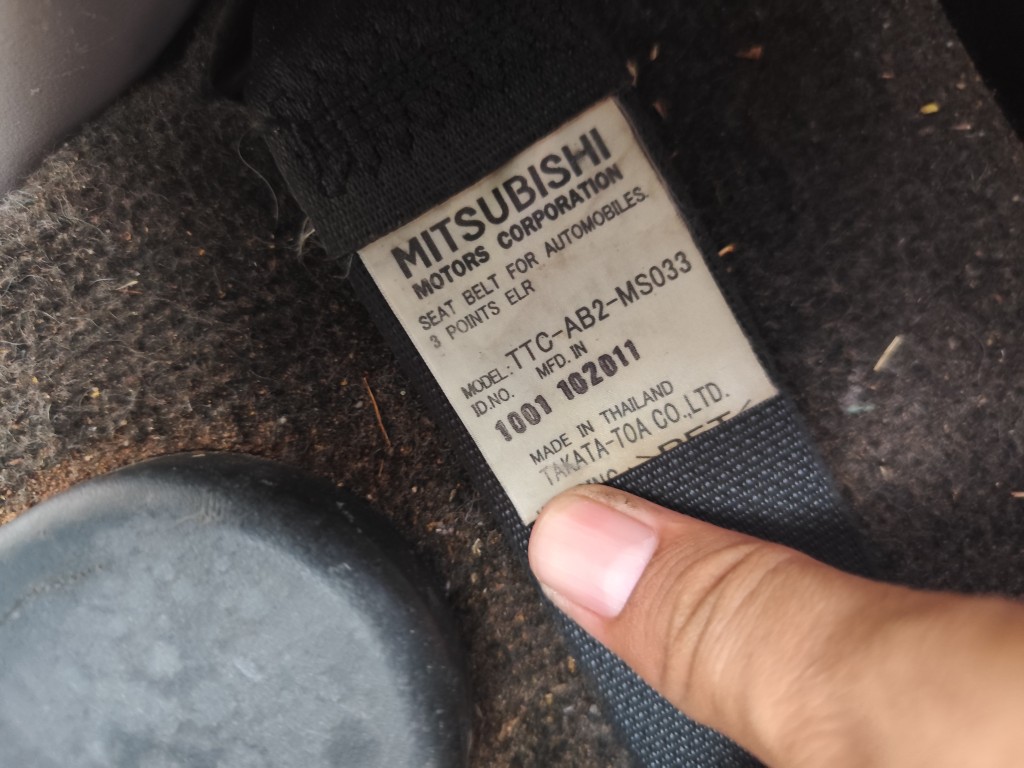 MITSUBISHI
MOTORS CORPORATION
SEAT BELT FOR AUTOMOBILES.
3 POINTS ELR
MODEL: TTC-AB2-MS033
ID.NO. MFD. IN
1001 102011
MADE IN THAILAND
TAKATA-TOA CO.,LTD.
>PET<